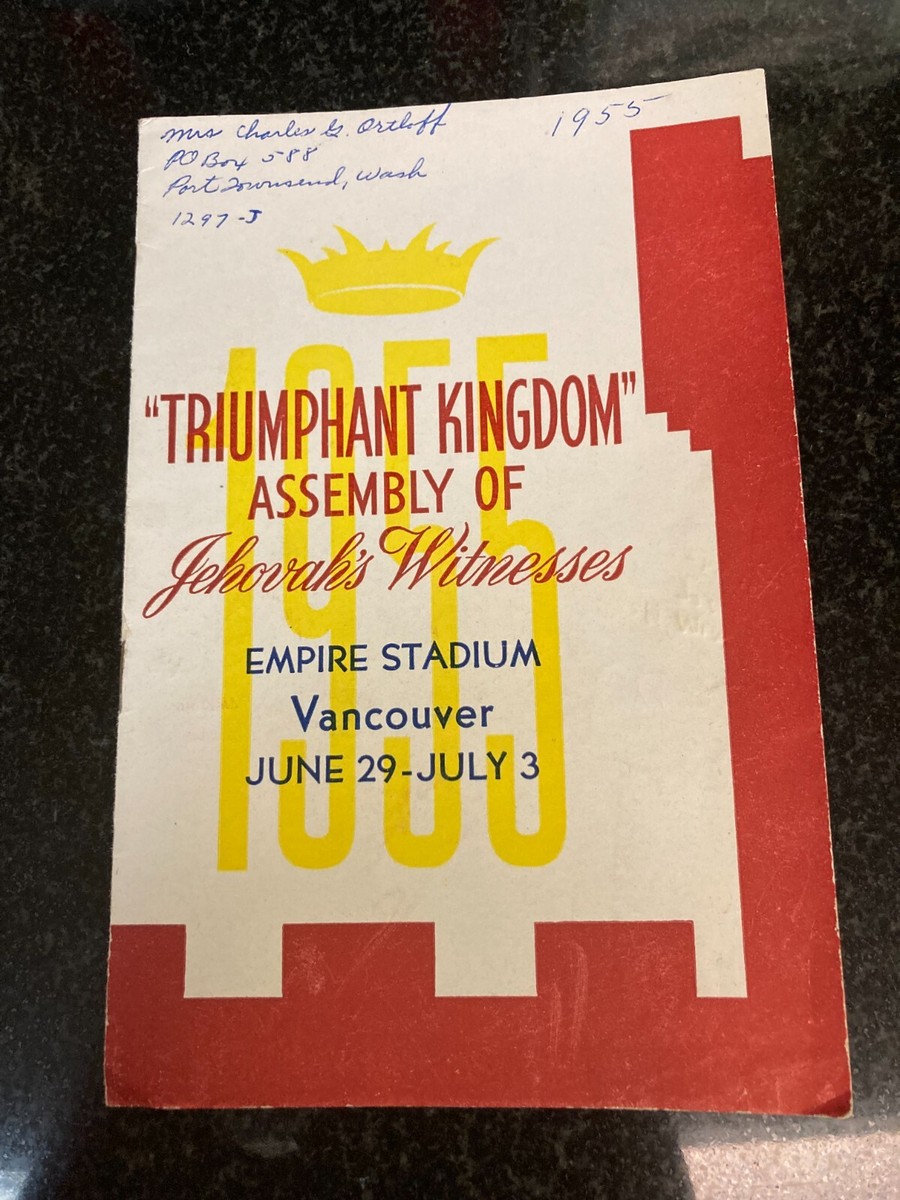 Mrs Charles G. Ortloff
PO Box 588
Port Townsend, Wash
1297-J
1955
1955
"TRIUMPHANT KINGDOM"
ASSEMBLY OF
Jehovah's Witnesses
EMPIRE STADIUM
Vancouver
JUNE 29-JULY 3